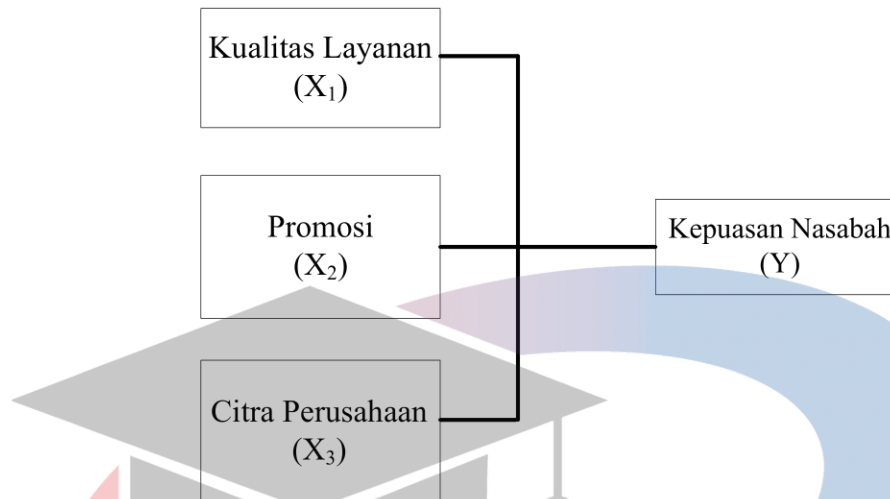 Kualitas Layanan
(X₁)
Promosi
(X₂)
Kepuasan Nasabah
(Y)
Citra Perusahaan
(X₃)